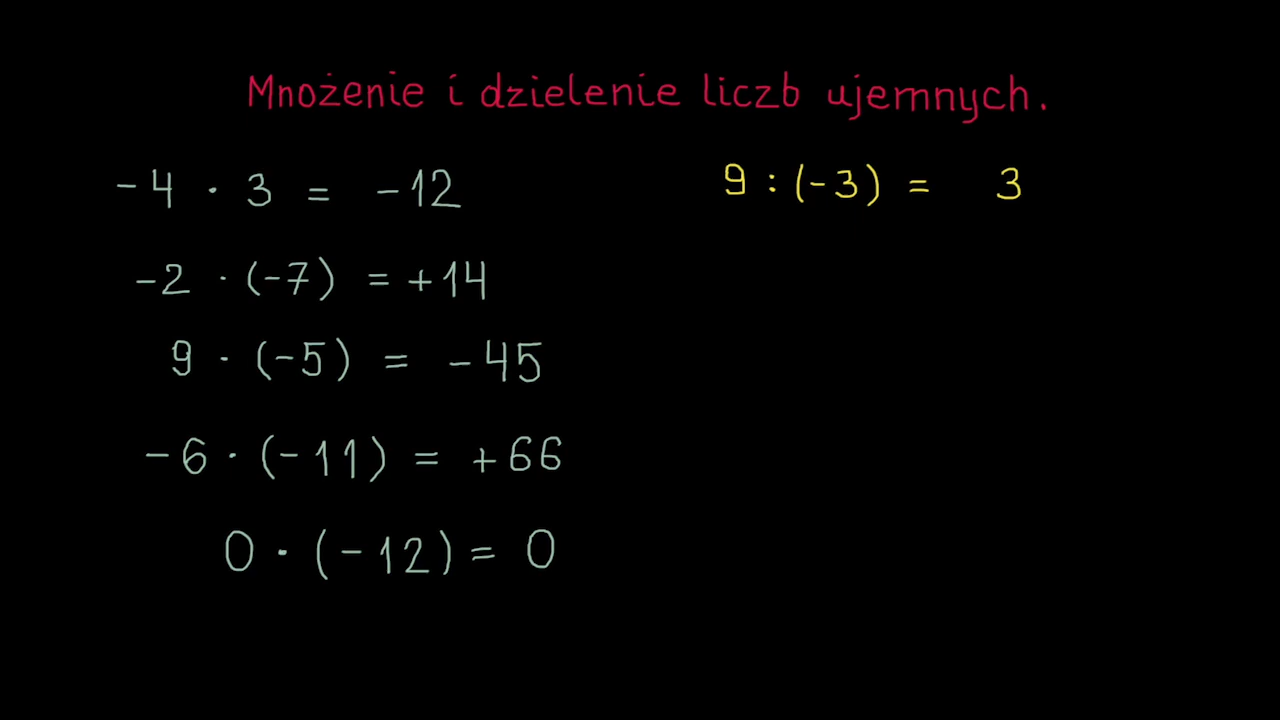 Mnożenie i dzielenie liczb ujemnych.
-4 · 3 = -12
-2 · (-7) = +14
9 · (-5) = -45
-6 · (-11) = +66
0 · (-12) = 0
9 : (-3) = 3